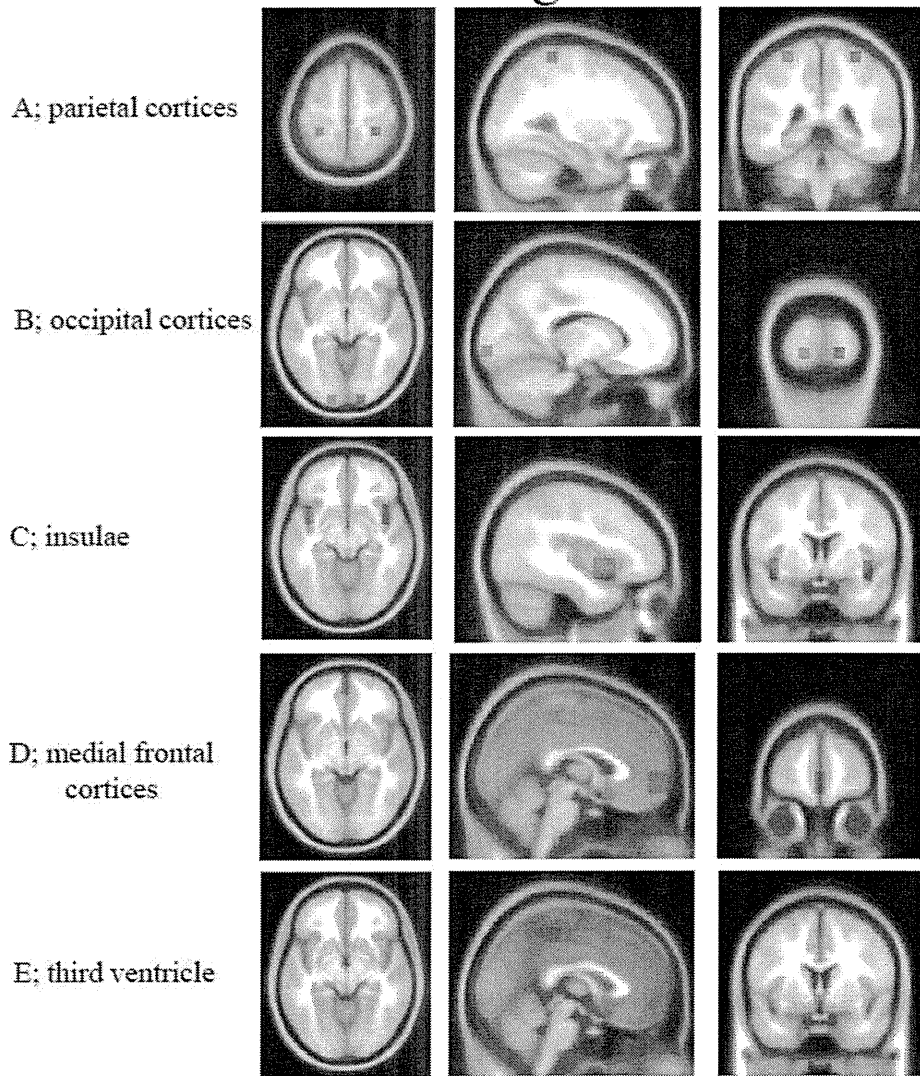 A; parietal cortices
B; occipital cortices
C; insulae
D; medial frontal
cortices
E; third ventricle